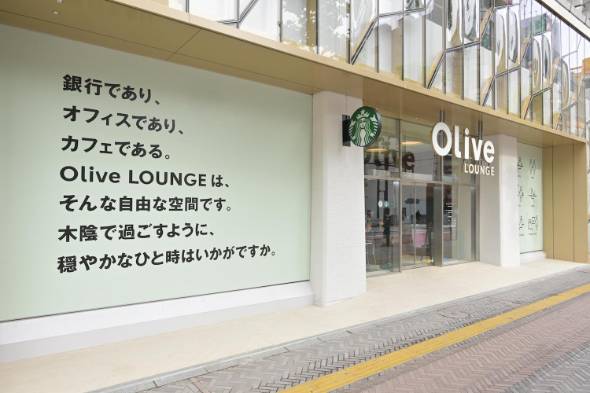 銀行であり、
オフィスであり、
カフェである。
Olive LOUNGEは、
そんな自由な空間です。
木陰で過ごすように、
穏やかなひと時はいかがですか。
Olive
LOUNGE